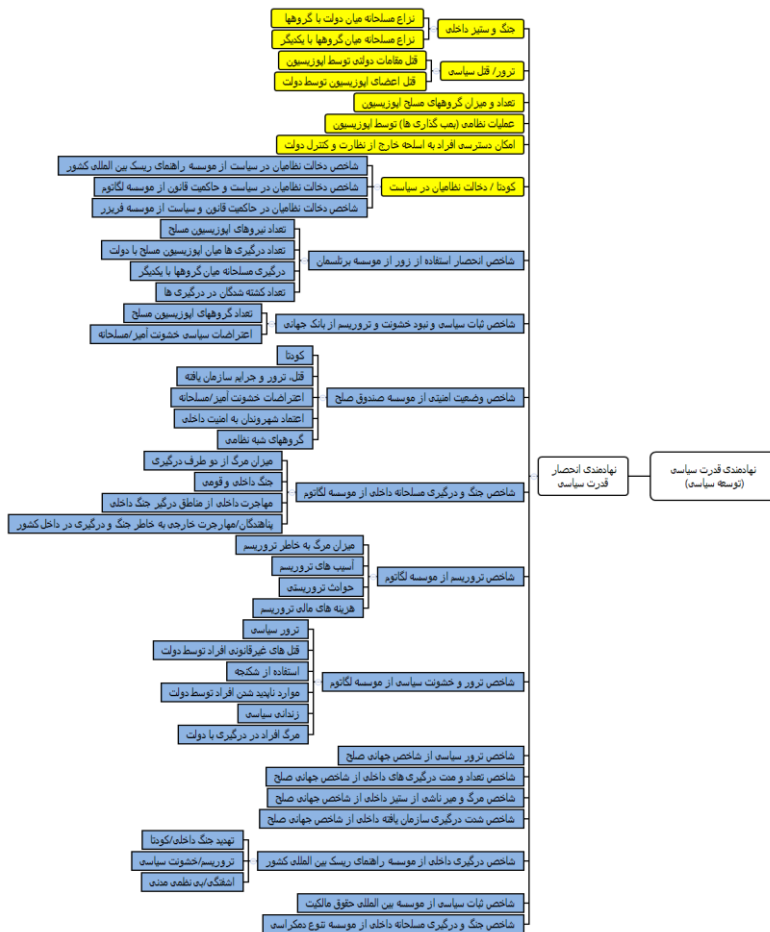 نهادمندی قدرت سیاسی
(توسعه سیاسی)
نهادمندی انحصار
قدرت سیاسی
جنگ و ستیز داخلی
نزاع مسلحانه میان دولت با گروهها
نزاع مسلحانه میان گروهها با یکدیگر
ترور/ قتل سیاسی
قتل مقامات دولتی توسط اپوزیسیون
قتل اعضای اپوزیسیون توسط دولت
تعداد و میزان گروههای مسلح اپوزیسیون
عملیات نظامی (بمب گذاری ها) توسط اپوزیسیون
امکان دسترسی افراد به اسلحه خارج از نظارت و کنترل دولت
کودتا / دخالت نظامیان در سیاست
شاخص دخالت نظامیان در سیاست از موسسه راهنمای ریسک بین المللی کشور
شاخص دخالت نظامیان در سیاست و حاکمیت قانون از موسسه لگاتوم
شاخص دخالت نظامیان در حاکمیت قانون و سیاست از موسسه فریزر
شاخص انحصار استفاده از زور از موسسه برتلسمان
تعداد نیروهای اپوزیسیون مسلح
تعداد درگیری ها میان اپوزیسیون مسلح با دولت
درگیری مسلحانه میان گروهها با یکدیگر
تعداد کشته شدگان در درگیری ها
شاخص ثبات سیاسی و نبود خشونت و تروریسم از بانک جهانی
تعداد گروههای اپوزیسیون مسلح
اعتراضات سیاسی خشونت آمیز/مسلحانه
شاخص وضعیت امنیتی از موسسه صندوق صلح
کودتا
قتل، ترور و جرایم سازمان یافته
اعتراضات خشونت آمیز/مسلحانه
اعتماد شهروندان به امنیت داخلی
گروههای شبه نظامی
شاخص جنگ و درگیری مسلحانه داخلی از موسسه لگاتوم
میزان مرگ از دو طرف درگیری
جنگ داخلی و قومی
مهاجرت داخلی از مناطق درگیر جنگ داخلی
پناهندگان/مهاجرت خارجی به خاطر جنگ و درگیری در داخل کشور
شاخص تروریسم از موسسه لگاتوم
میزان مرگ به خاطر تروریسم
آسیب های تروریسم
حوادث تروریستی
هزینه های مالی تروریسم
شاخص ترور و خشونت سیاسی از موسسه لگاتوم
ترور سیاسی
قتل های غیرقانونی افراد توسط دولت
استفاده از شکنجه
موارد ناپدید شدن افراد توسط دولت
زندانی سیاسی
مرگ افراد در درگیری با دولت
شاخص ترور سیاسی از شاخص جهانی صلح
شاخص تعداد و مدت درگیری های داخلی از شاخص جهانی صلح
شاخص مرگ و میر ناشی از ستیز داخلی از شاخص جهانی صلح
شاخص شدت درگیری سازمان یافته داخلی از شاخص جهانی صلح
شاخص درگیری داخلی از موسسه راهنمای ریسک بین المللی کشور
تهدید جنگ داخلی/کودتا
تروریسم/خشونت سیاسی
اشفتگی/بی نظمی مدنی
شاخص ثبات سیاسی از موسسه بین المللی حقوق مالکیت
شاخص جنگ و درگیری مسلحانه داخلی از موسسه تنوع دمکراسی